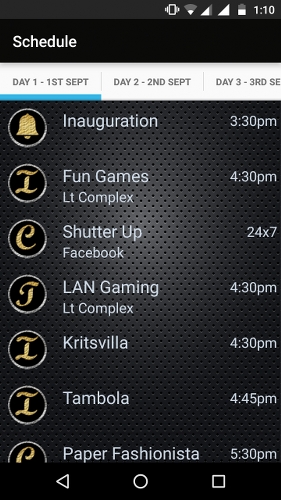 1:10
Schedule
DAY 1 - 1ST SEPT DAY 2 - 2ND SEPT DAY 3 - 3RD SE
Inauguration 3:30pm
I Fun Games 4:30pm
Lt Complex
C Shutter Up 24x7
Facebook
T LAN Gaming 4:30pm
Lt Complex
I Kritsvilla 4:30pm
I Tambola 4:45pm
C Paper Fashionista 5:30pm